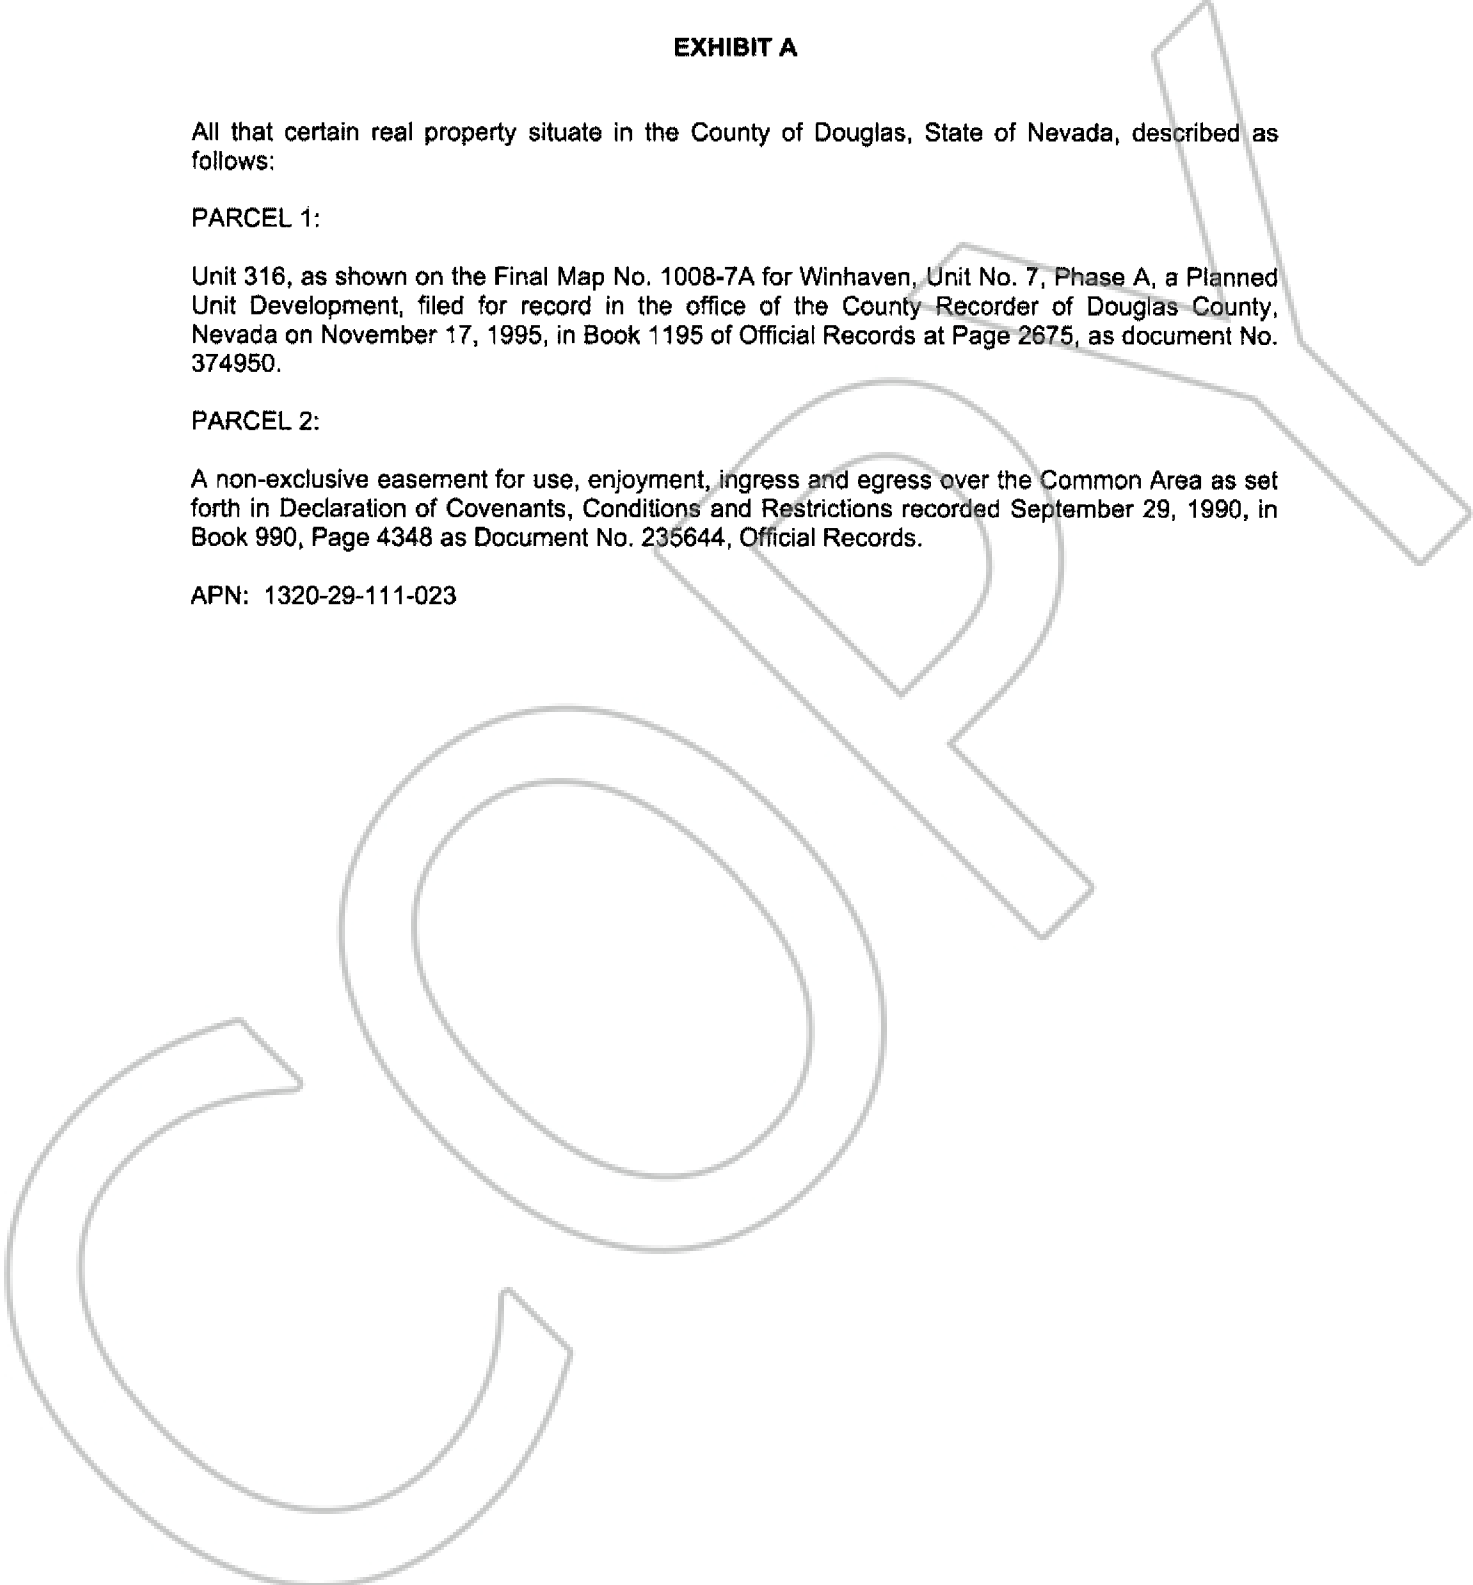 EXHIBIT A
All that certain real property situate in the County of Douglas, State of Nevada, described as
follows:
PARCEL 1:
Unit 316, as shown on the Final Map No. 1008-7A for Winhaven, Unit No. 7, Phase A, a Planned
Unit Development, filed for record in the office of the County Recorder of Douglas County,
Nevada on November 17, 1995, in Book 1195 of Official Records at Page 2675, as document No.
374950.
PARCEL 2:
A non-exclusive easement for use, enjoyment, ingress and egress over the Common Area as set
forth in Declaration of Covenants, Conditions and Restrictions recorded September 29, 1990, in
Book 990, Page 4348 as Document No. 235644, Official Records.
APN: 1320-29-111-023
COPY